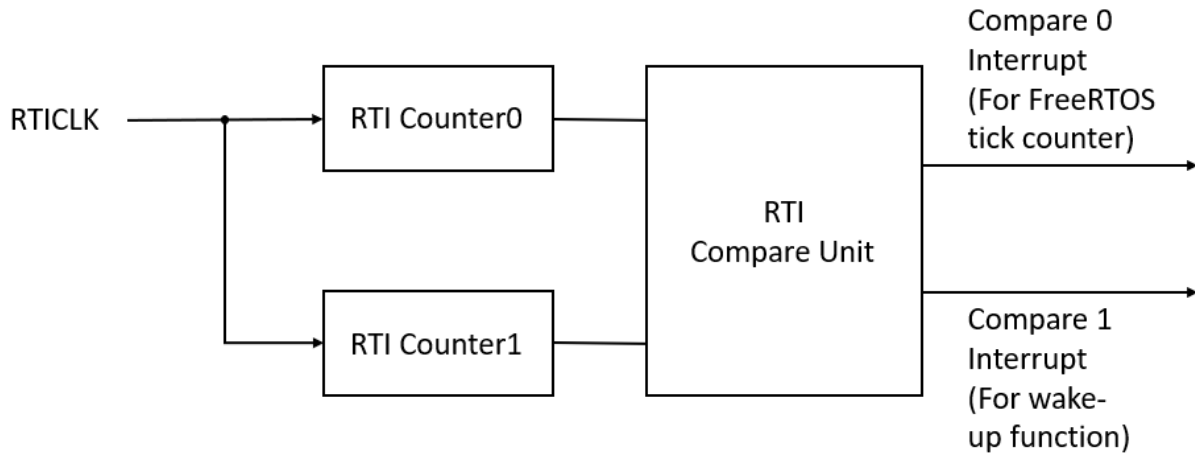 RTICLK
RTI Counter0
RTI Counter1
RTI
Compare Unit
Compare 0
Interrupt
(For FreeRTOS
tick counter)
Compare 1
Interrupt
(For wake-
up function)